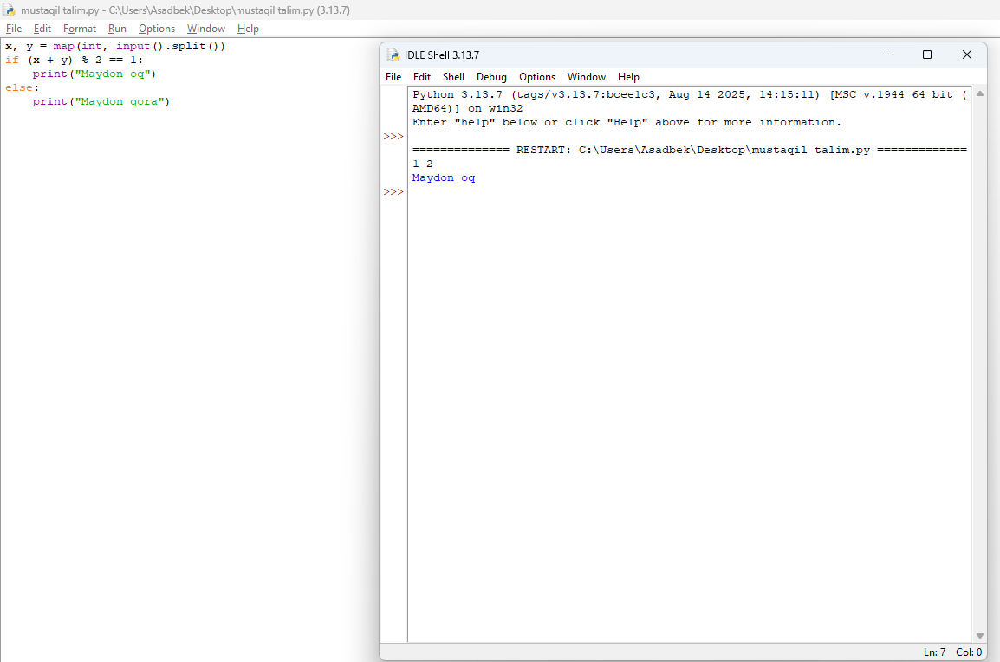 mustaqil talim.py - C:\Users\Asadbek\Desktop\mustaqil talim.py (3.13.7)
File Edit Format Run Options Window Help
x, y = map(int, input().split())
if (x + y) % 2 == 1:
    print("Maydon oq")
else:
    print("Maydon qora")
IDLE Shell 3.13.7
File Edit Shell Debug Options Window Help
Python 3.13.7 (tags/v3.13.7:bcee1c3, Aug 14 2025, 14:15:11) [MSC v.1944 64 bit (
AMD64)] on win32
Enter "help" below or click "Help" above for more information.
>>>
============== RESTART: C:\Users\Asadbek\Desktop\mustaqil talim.py =============
1 2
Maydon oq
>>>
Ln: 7 Col: 0